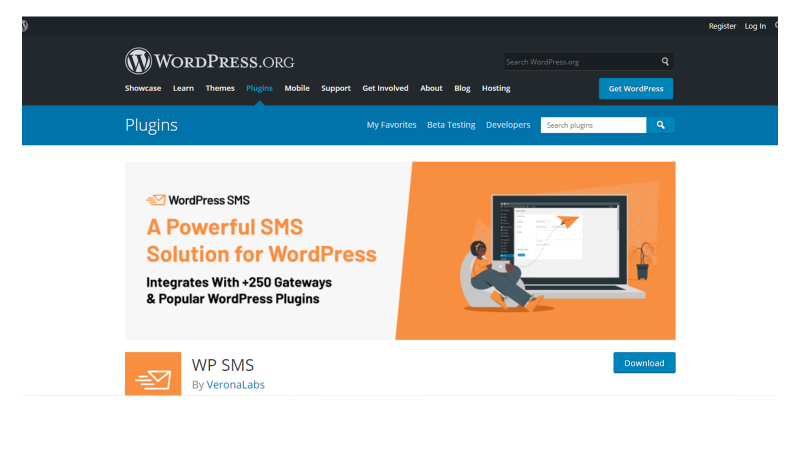 Register Log In
WORDPRESS.ORG
Search WordPress.org
Showcase Learn Themes Plugins Mobile Support Get Involved About Blog Hosting
Get WordPress
Plugins
My Favorites Beta Testing Developers
Search plugins
WordPress SMS
A Powerful SMS
Solution for WordPress
Integrates With +250 Gateways
& Popular WordPress Plugins
WP SMS
Download
By VeronaLabs